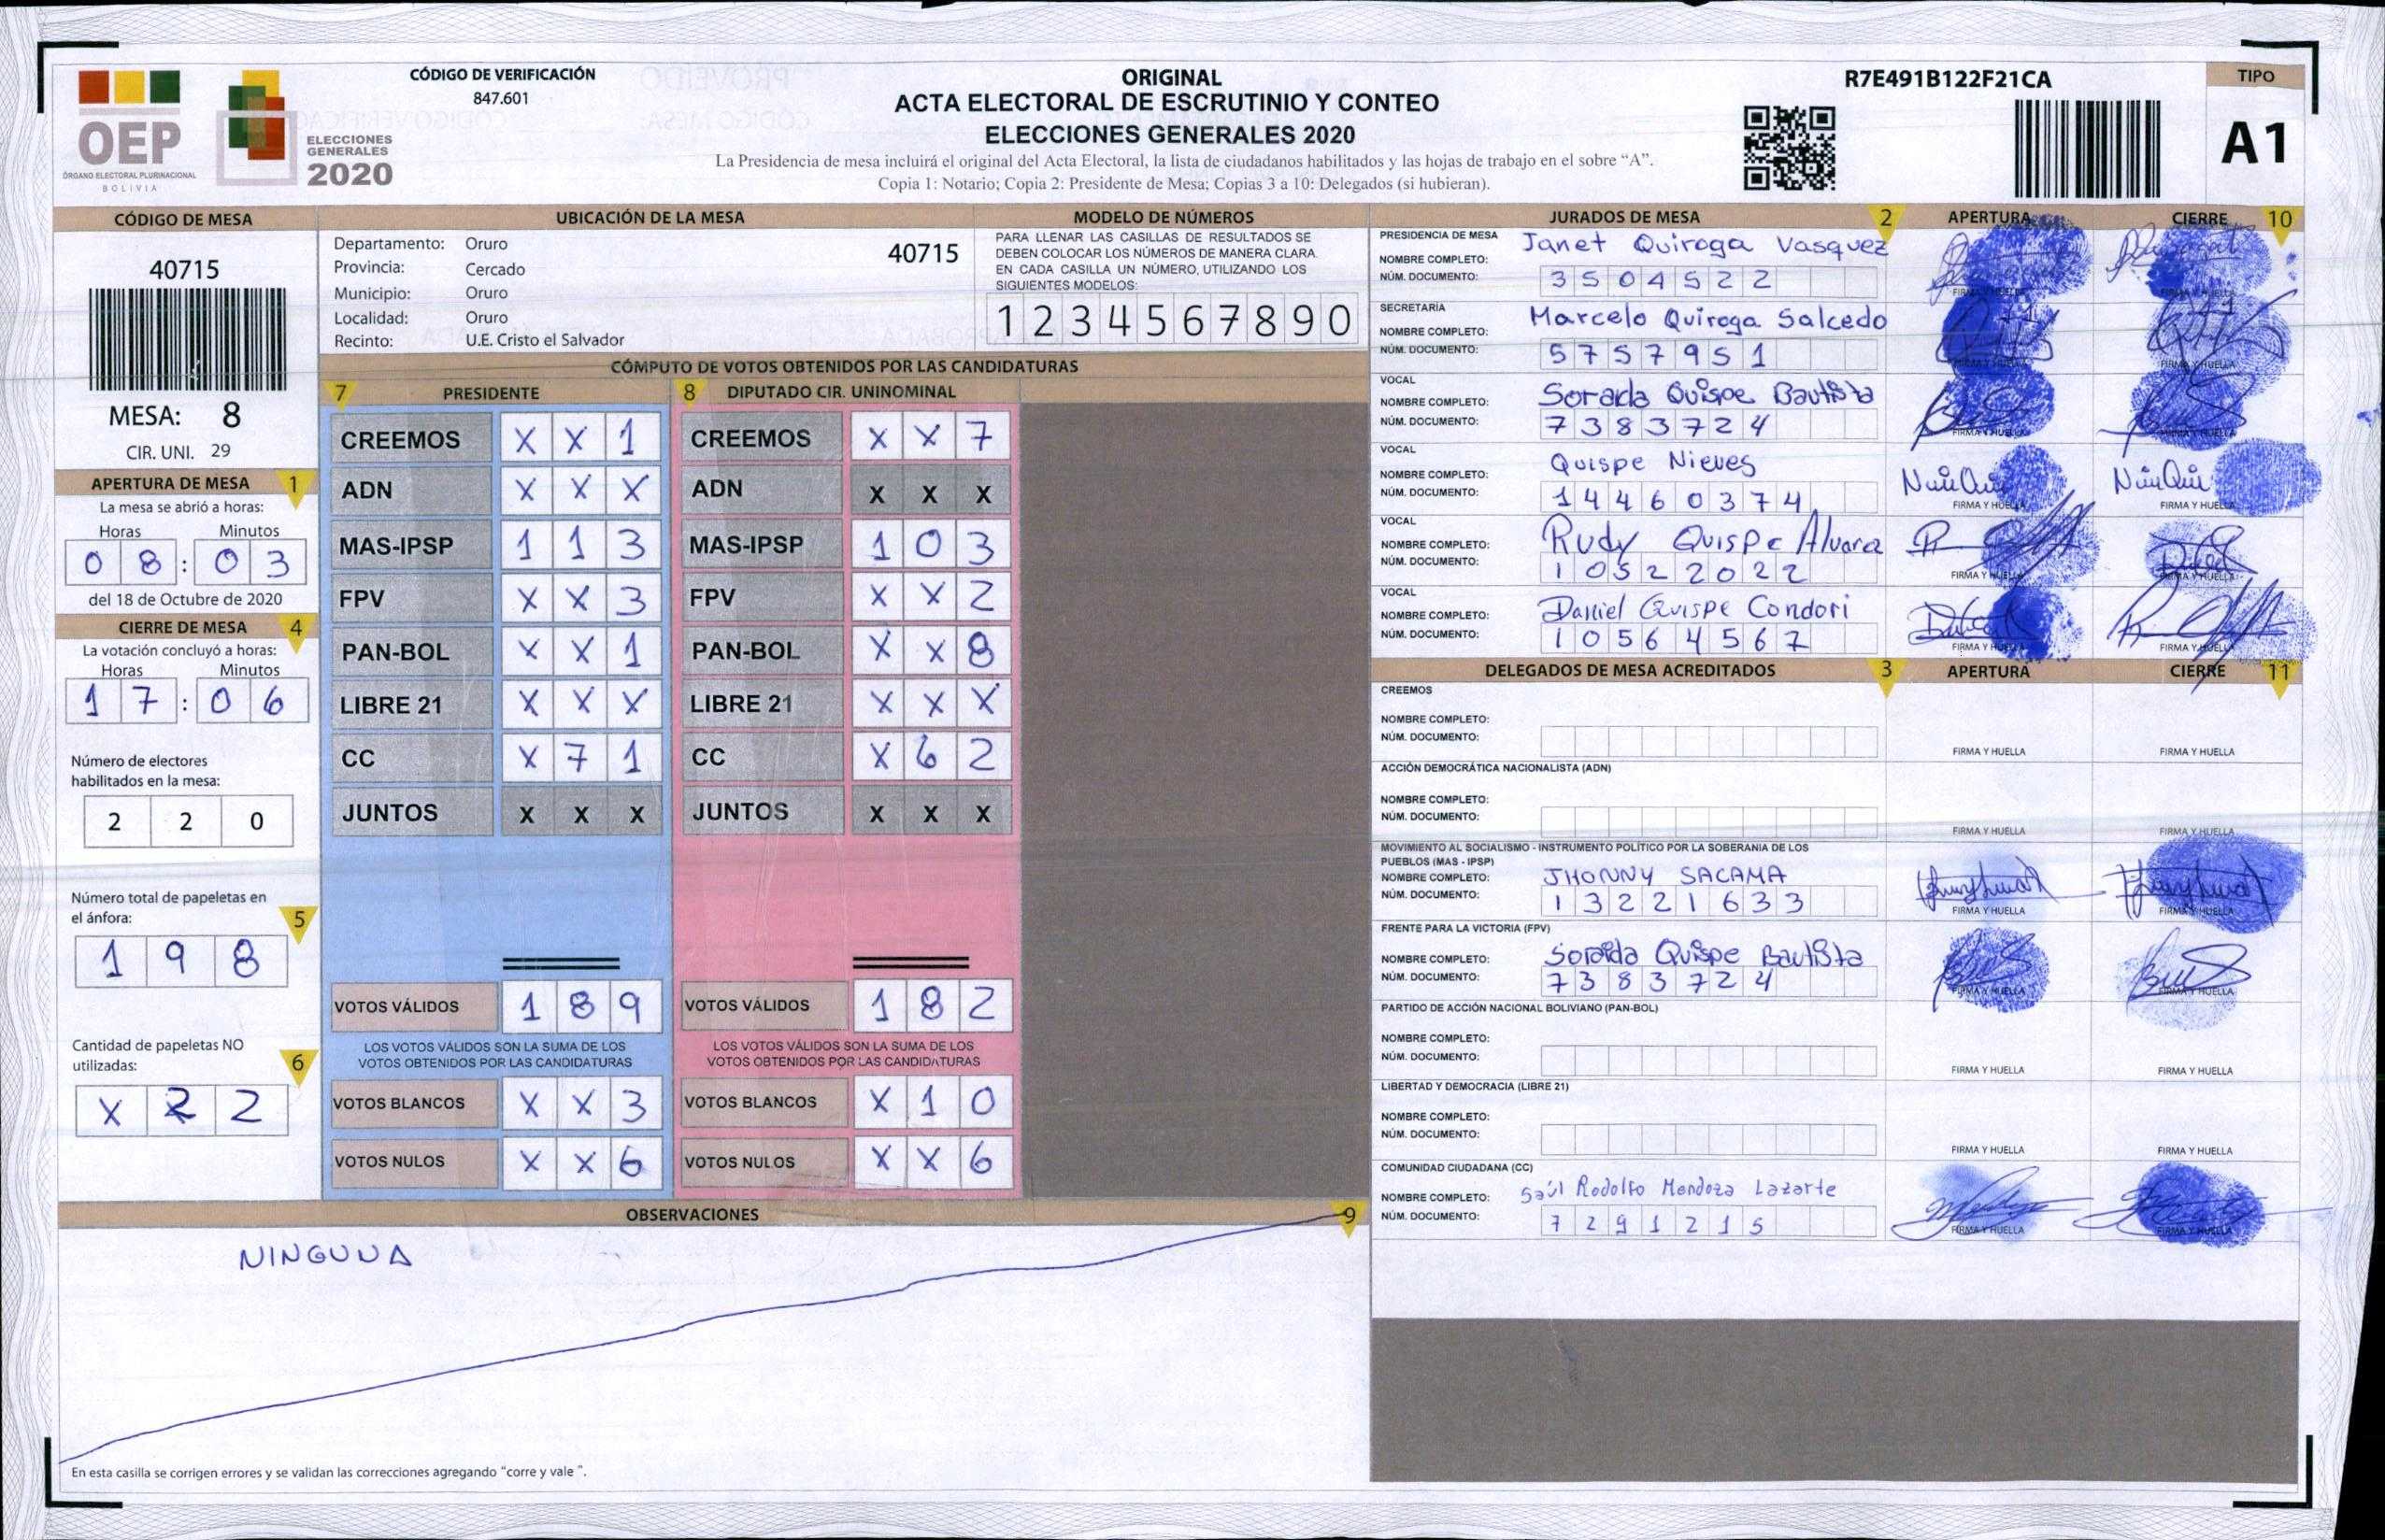 CÓDIGO DE VERIFICACIÓN
847.601
ORIGINAL
ACTA ELECTORAL DE ESCRUTINIO Y CONTEO
ELECCIONES GENERALES 2020
La Presidencia de mesa incluirá el original del Acta Electoral, la lista de ciudadanos habilitados y las hojas de trabajo en el sobre “A”.
Copia 1: Notario; Copia 2: Presidente de Mesa; Copias 3 a 10: Delegados (si hubieran).
R7E491B122F21CA
TIPO
A1
OEP
ÓRGANO ELECTORAL PLURINACIONAL
BOLIVIA
ELECCIONES
GENERALES
2020
CÓDIGO DE MESA
40715
MESA: 8
CIR. UNI. 29
APERTURA DE MESA 1
La mesa se abrió a horas:
Horas Minutos
0 8 : 0 3
del 18 de Octubre de 2020
CIERRE DE MESA 4
La votación concluyó a horas:
Horas Minutos
1 7 : 0 6
Número de electores
habilitados en la mesa:
2 2 0
Número total de papeletas en
el ánfora: 5
1 9 8
Cantidad de papeletas NO
utilizadas: 6
X 2 2
UBICACIÓN DE LA MESA
Departamento: Oruro 40715
Provincia: Cercado
Municipio: Oruro
Localidad: Oruro
Recinto: U.E. Cristo el Salvador
MODELO DE NÚMEROS
PARA LLENAR LAS CASILLAS DE RESULTADOS SE
DEBEN COLOCAR LOS NÚMEROS DE MANERA CLARA.
EN CADA CASILLA UN NÚMERO, UTILIZANDO LOS
SIGUIENTES MODELOS:
1 2 3 4 5 6 7 8 9 0
CÓMPUTO DE VOTOS OBTENIDOS POR LAS CANDIDATURAS
7 PRESIDENTE
CREEMOS X X 1
ADN X X X
MAS-IPSP 1 1 3
FPV X X 3
PAN-BOL X X 1
LIBRE 21 X X X
CC X 7 1
JUNTOS X X X
VOTOS VÁLIDOS 1 8 9
LOS VOTOS VÁLIDOS SON LA SUMA DE LOS
VOTOS OBTENIDOS POR LAS CANDIDATURAS
VOTOS BLANCOS X X 3
VOTOS NULOS X X 6
8 DIPUTADO CIR. UNINOMINAL
CREEMOS X X 7
ADN X X X
MAS-IPSP 1 0 3
FPV X X 2
PAN-BOL X X 8
LIBRE 21 X X X
CC X 6 2
JUNTOS X X X
VOTOS VÁLIDOS 1 8 2
LOS VOTOS VÁLIDOS SON LA SUMA DE LOS
VOTOS OBTENIDOS POR LAS CANDIDATURAS
VOTOS BLANCOS X 1 0
VOTOS NULOS X X 6
OBSERVACIONES 9
NINGUNA
En esta casilla se corrigen errores y se validan las correcciones agregando “corre y vale ”.
JURADOS DE MESA 2 APERTURA CIERRE 10
PRESIDENCIA DE MESA
NOMBRE COMPLETO: Janet Quiroga Vasquez
NÚM. DOCUMENTO: 3504522
FIRMA Y HUELLA FIRMA Y HUELLA
SECRETARÍA
NOMBRE COMPLETO: Marcelo Quiroga Salcedo
NÚM. DOCUMENTO: 5757951
FIRMA Y HUELLA FIRMA Y HUELLA
VOCAL
NOMBRE COMPLETO: Soraida Quispe Bautista
NÚM. DOCUMENTO: 7383724
FIRMA Y HUELLA FIRMA Y HUELLA
VOCAL
NOMBRE COMPLETO: Quispe Nieves
NÚM. DOCUMENTO: 14460374
FIRMA Y HUELLA FIRMA Y HUELLA
VOCAL
NOMBRE COMPLETO: Rudy Quispe Alvarez
NÚM. DOCUMENTO: 10522022
FIRMA Y HUELLA FIRMA Y HUELLA
VOCAL
NOMBRE COMPLETO: Daniel Quispe Condori
NÚM. DOCUMENTO: 10564567
FIRMA Y HUELLA FIRMA Y HUELLA
DELEGADOS DE MESA ACREDITADOS 3 APERTURA CIERRE 11
CREEMOS
NOMBRE COMPLETO:
NÚM. DOCUMENTO:
FIRMA Y HUELLA FIRMA Y HUELLA
ACCIÓN DEMOCRÁTICA NACIONALISTA (ADN)
NOMBRE COMPLETO:
NÚM. DOCUMENTO:
FIRMA Y HUELLA FIRMA Y HUELLA
MOVIMIENTO AL SOCIALISMO - INSTRUMENTO POLÍTICO POR LA SOBERANIA DE LOS
PUEBLOS (MAS - IPSP)
NOMBRE COMPLETO: JHONNY SACAMA
NÚM. DOCUMENTO: 13221633
FIRMA Y HUELLA FIRMA Y HUELLA
FRENTE PARA LA VICTORIA (FPV)
NOMBRE COMPLETO: Soraida Quispe Bautista
NÚM. DOCUMENTO: 7383724
FIRMA Y HUELLA FIRMA Y HUELLA
PARTIDO DE ACCIÓN NACIONAL BOLIVIANO (PAN-BOL)
NOMBRE COMPLETO:
NÚM. DOCUMENTO:
FIRMA Y HUELLA FIRMA Y HUELLA
LIBERTAD Y DEMOCRACIA (LIBRE 21)
NOMBRE COMPLETO:
NÚM. DOCUMENTO:
FIRMA Y HUELLA FIRMA Y HUELLA
COMUNIDAD CIUDADANA (CC)
NOMBRE COMPLETO: Saúl Rodolfo Mendoza Lazarte
NÚM. DOCUMENTO: 7291215
FIRMA Y HUELLA FIRMA Y HUELLA